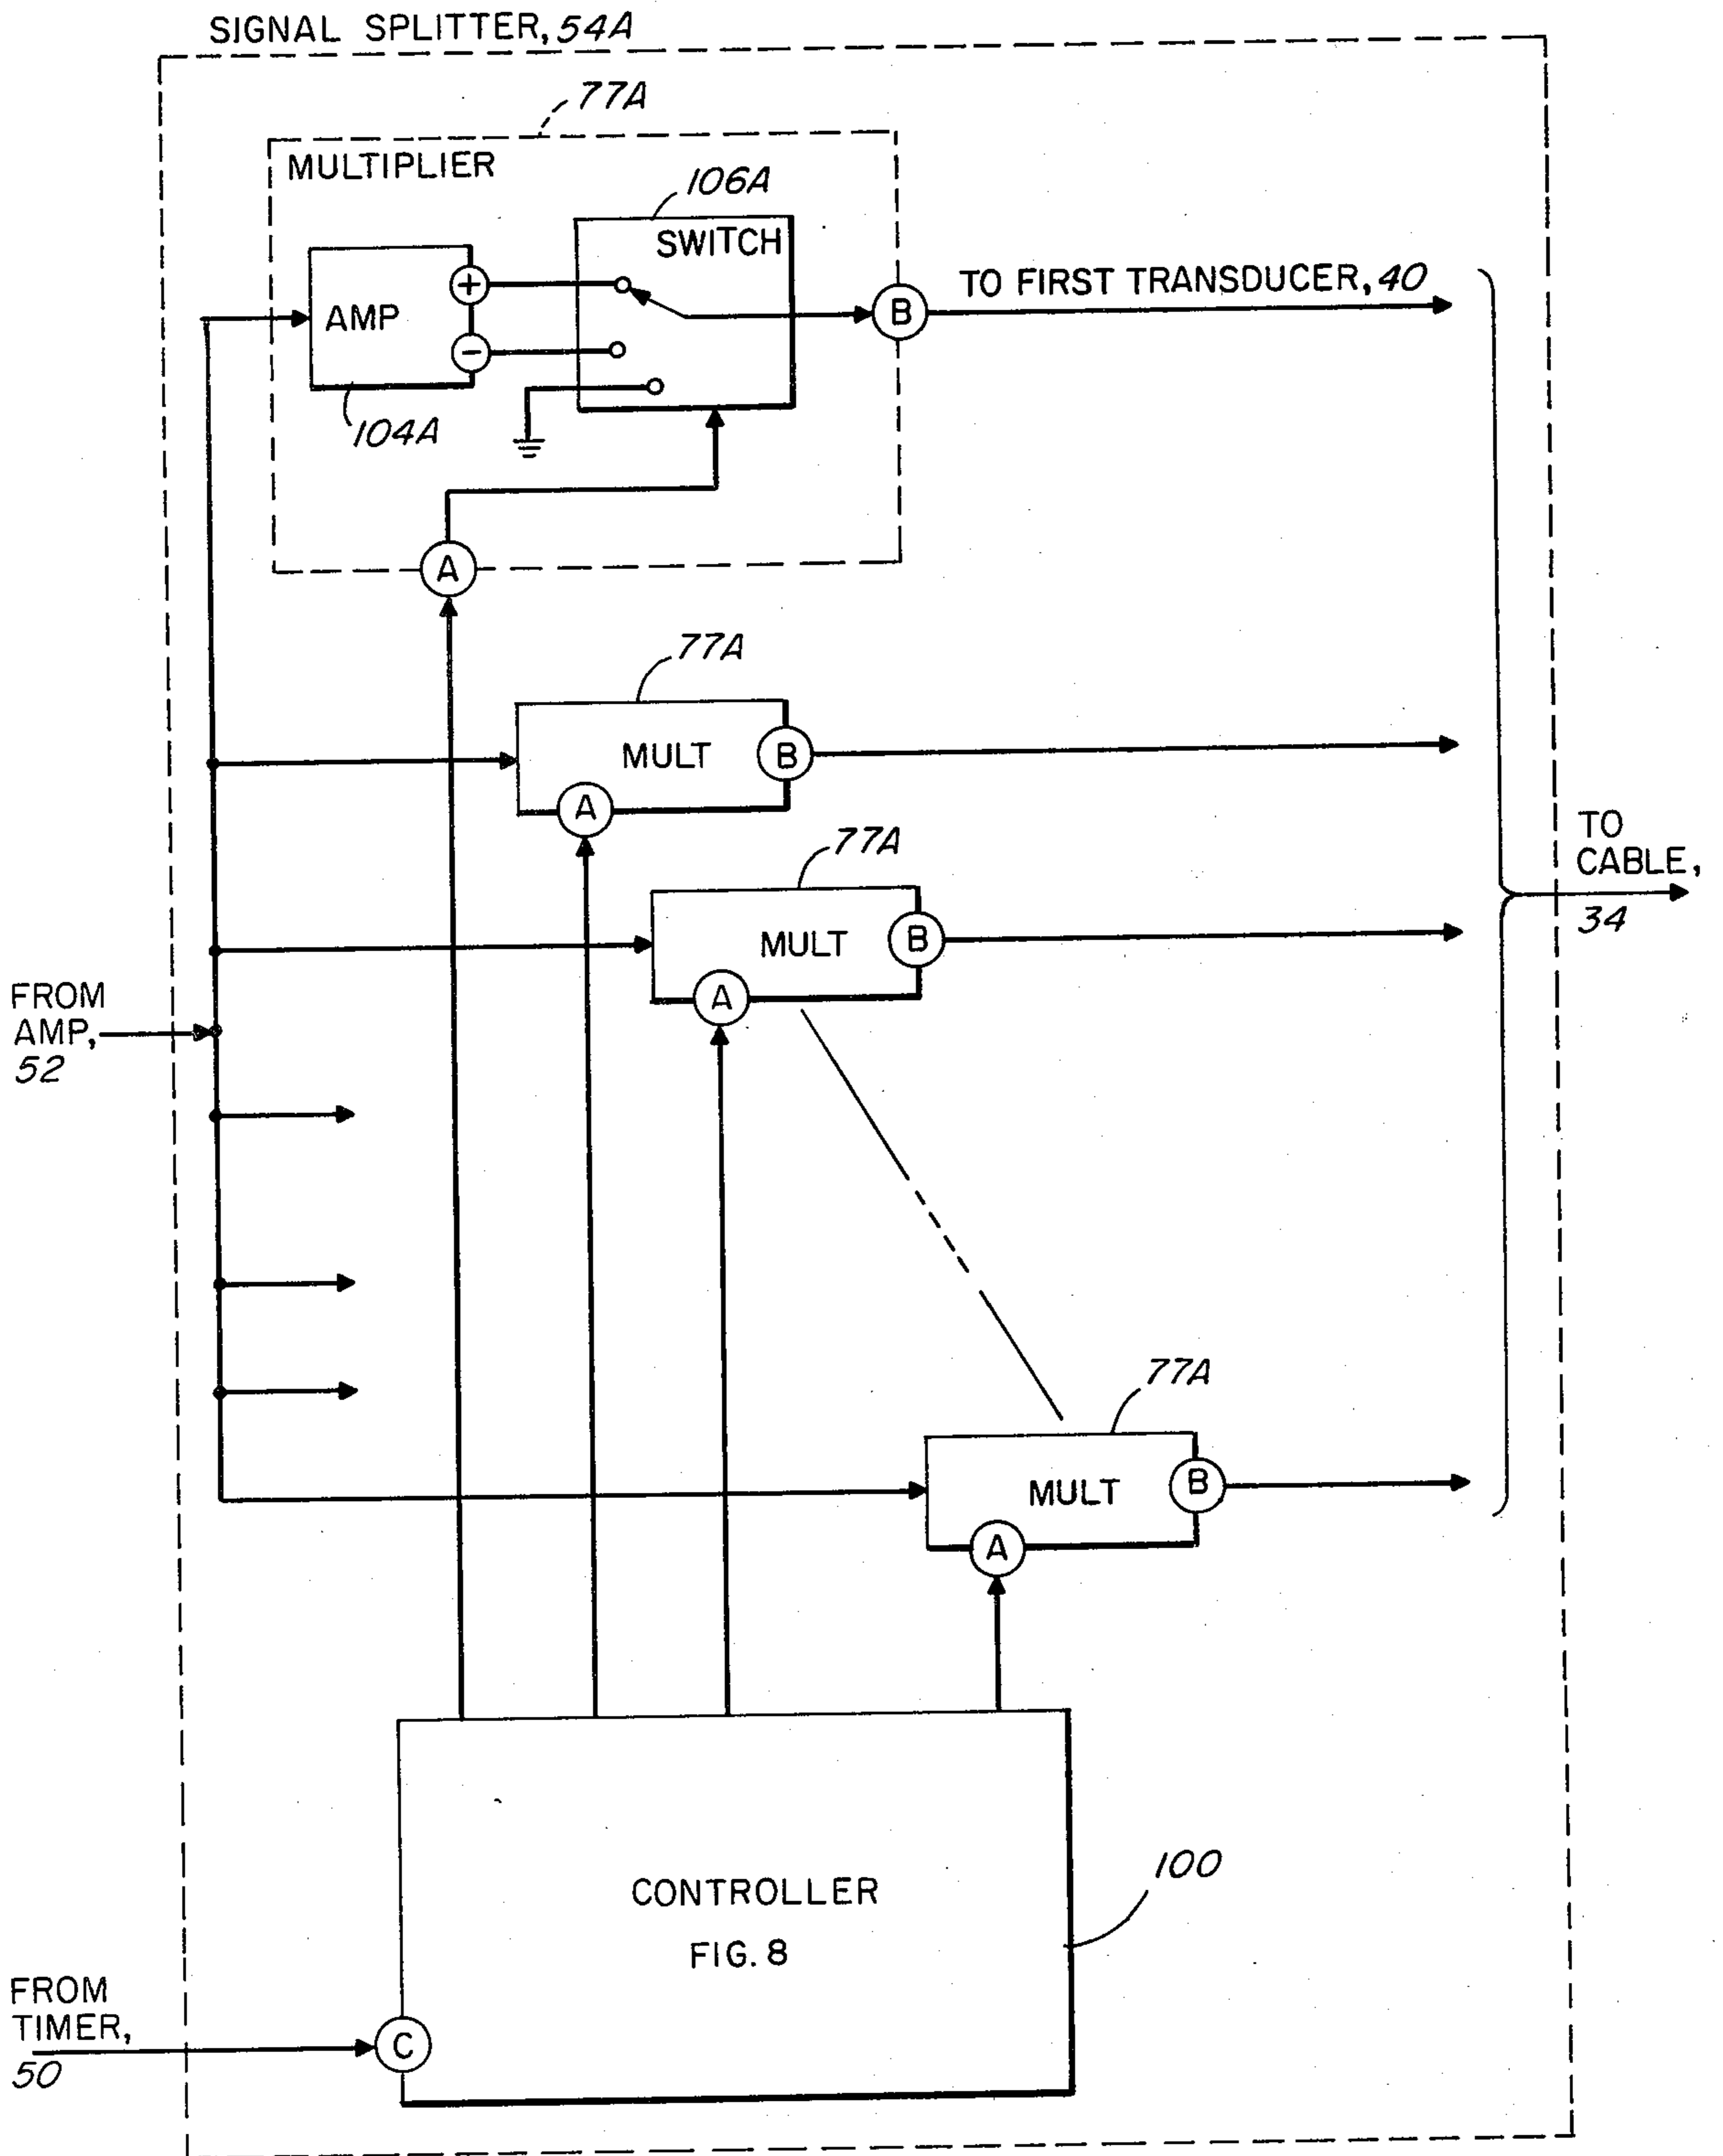 SIGNAL SPLITTER, 54A
77A
MULTIPLIER
106A
SWITCH
AMP
+
−
104A
B
TO FIRST TRANSDUCER, 40
A
77A
MULT
B
A
77A
MULT
B
A
TO
CABLE,
34
FROM
AMP,
52
77A
MULT
B
A
CONTROLLER
FIG. 8
100
FROM
TIMER,
50
C